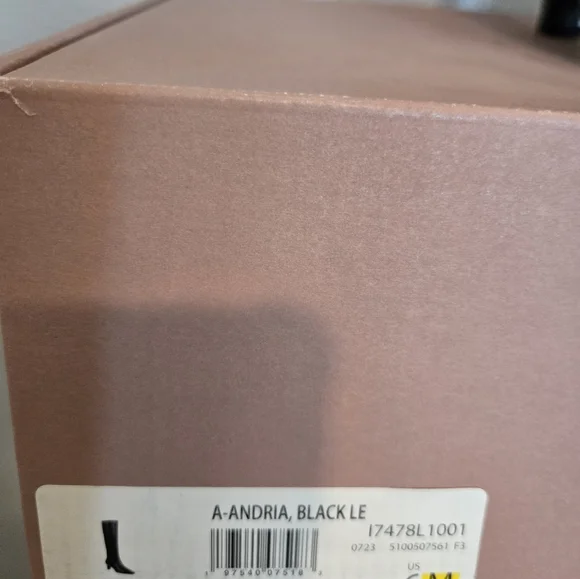 A-ANDRIA, BLACK LE
I7478L1001
0723 5100507561 F3
US
M